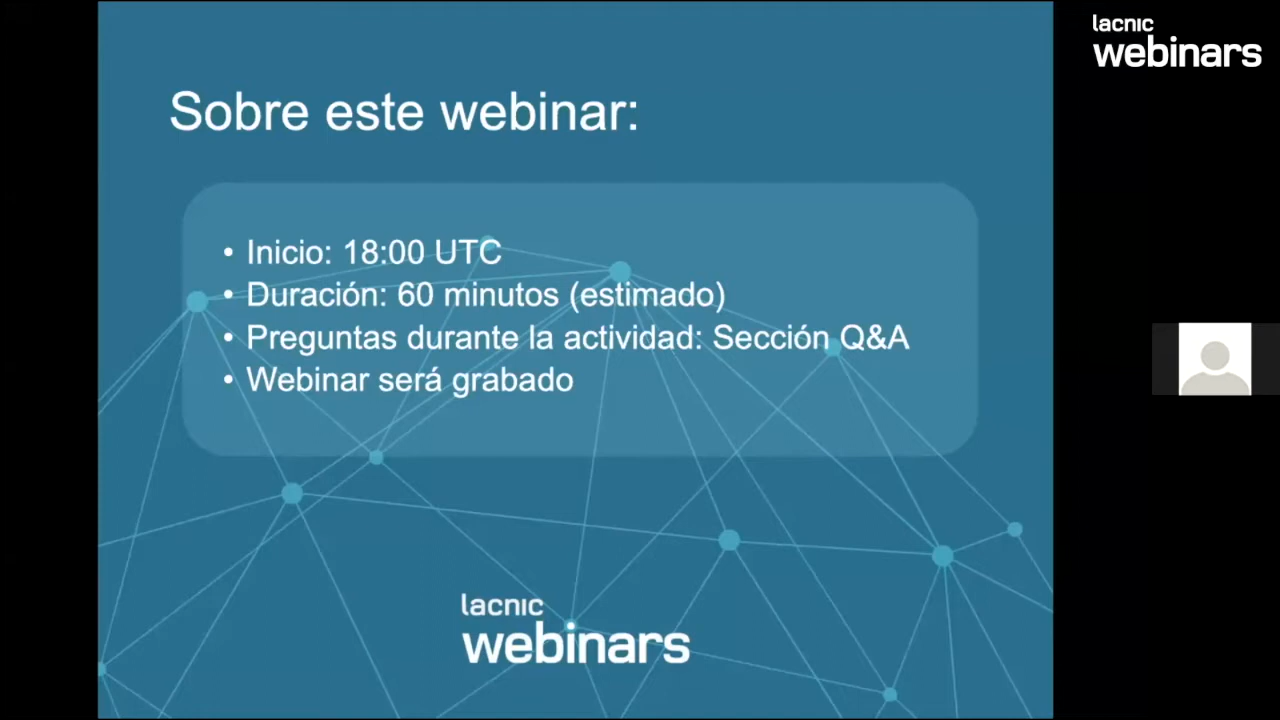 lacnic
webinars
Sobre este webinar:
• Inicio: 18:00 UTC
• Duración: 60 minutos (estimado)
• Preguntas durante la actividad: Sección Q&A
• Webinar será grabado
lacnic
webinars